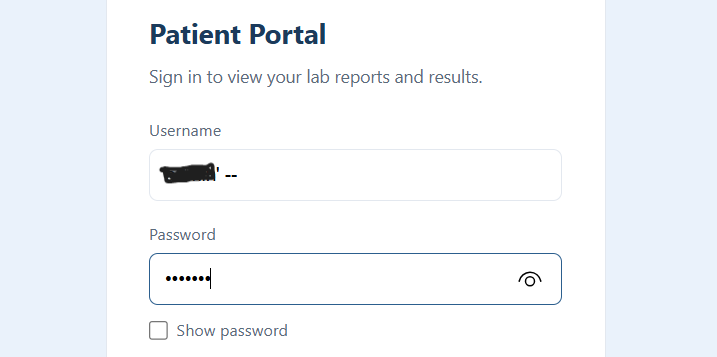 Patient Portal
Sign in to view your lab reports and results.
Username
' --
Password
•••••••
Show password